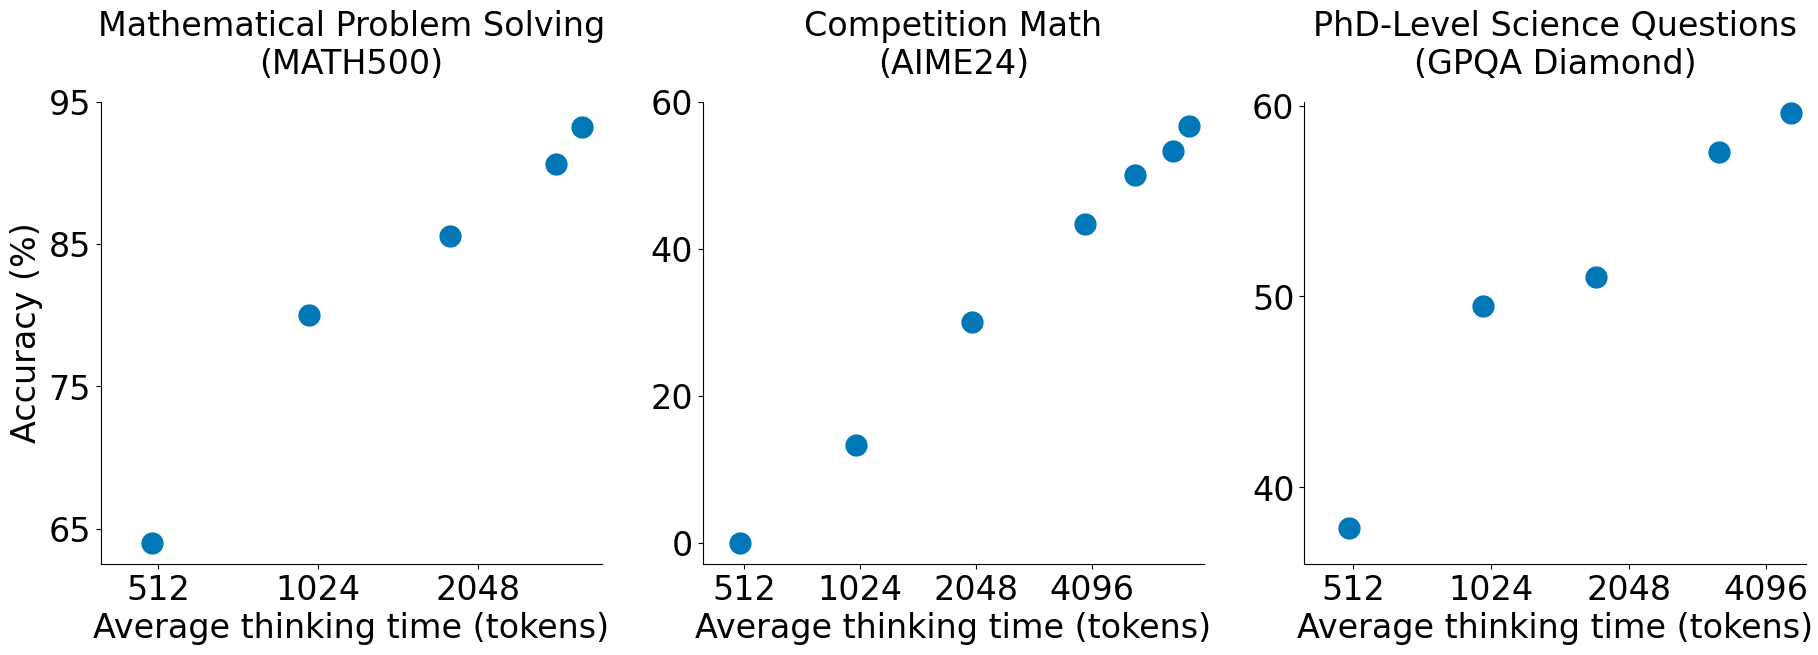 Mathematical Problem Solving
(MATH500)
Accuracy (%)
95
85
75
65
512 1024 2048
Average thinking time (tokens)
Competition Math
(AIME24)
60
40
20
0
512 1024 2048 4096
Average thinking time (tokens)
PhD-Level Science Questions
(GPQA Diamond)
60
50
40
512 1024 2048 4096
Average thinking time (tokens)